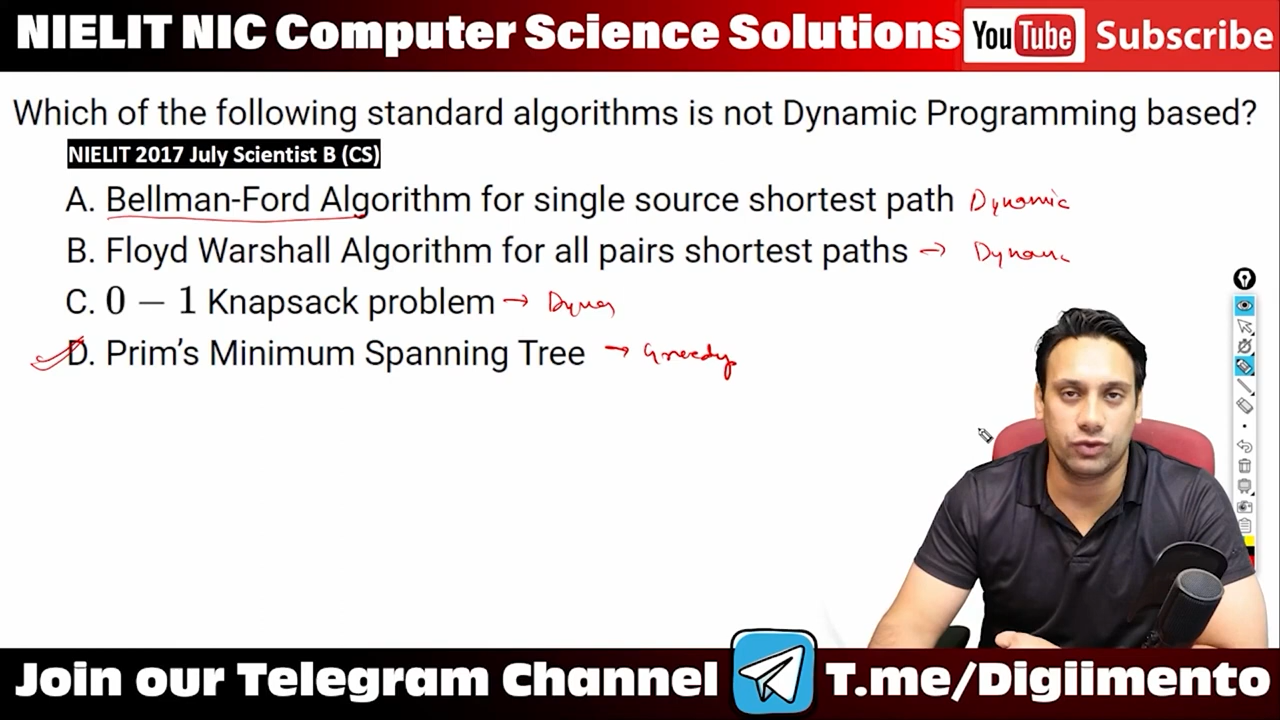 NIELIT NIC Computer Science Solutions YouTube Subscribe
Which of the following standard algorithms is not Dynamic Programming based?
NIELIT 2017 July Scientist B (CS)
A. Bellman-Ford Algorithm for single source shortest path Dynamic
B. Floyd Warshall Algorithm for all pairs shortest paths → Dynamic
C. 0 − 1 Knapsack problem →
D. Prim's Minimum Spanning Tree → Greedy
Join our Telegram Channel T.me/Digiimento